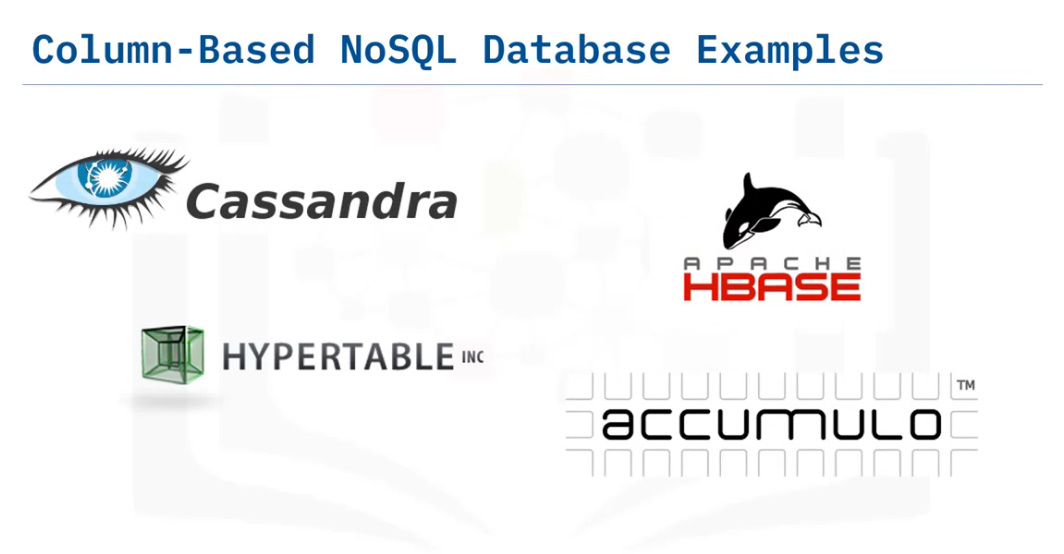 Column-Based NoSQL Database Examples
Cassandra
APACHE
HBASE
HYPERTABLE INC
accumulo TM